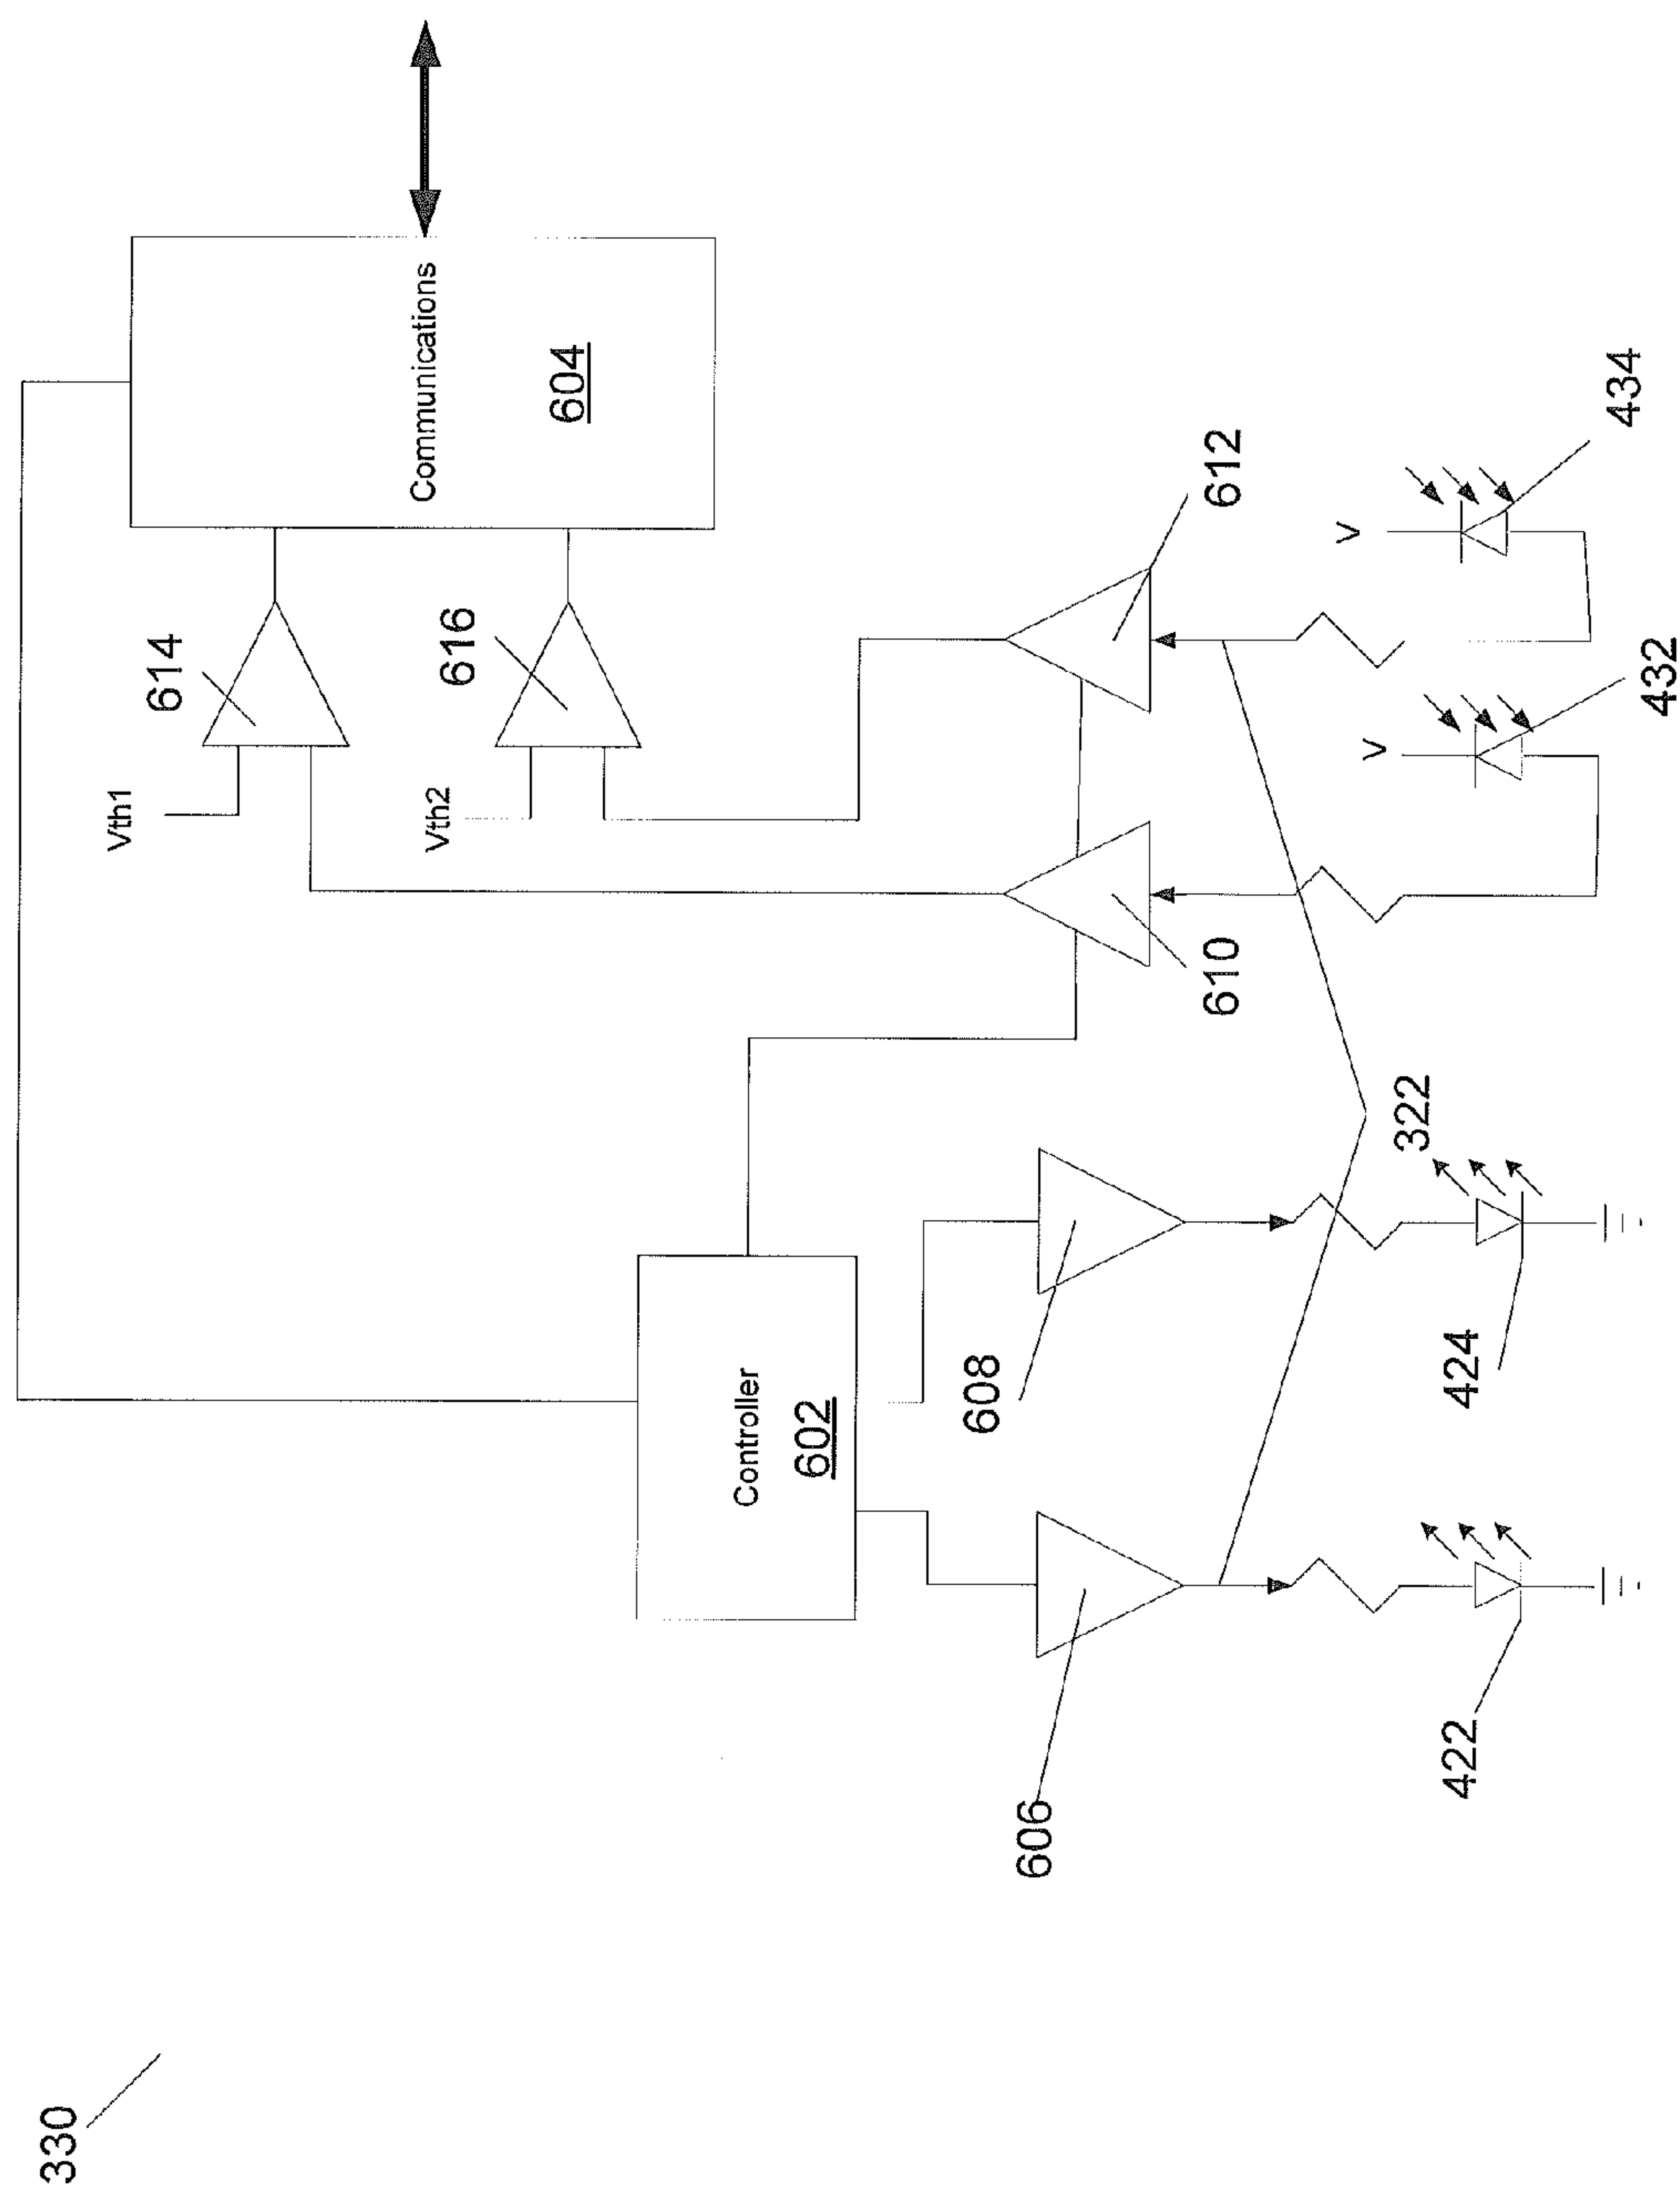 330
Controller
602
Communications
604
Vth1
614
Vth2
616
606
608
610
612
322
V
V
422
424
432
434